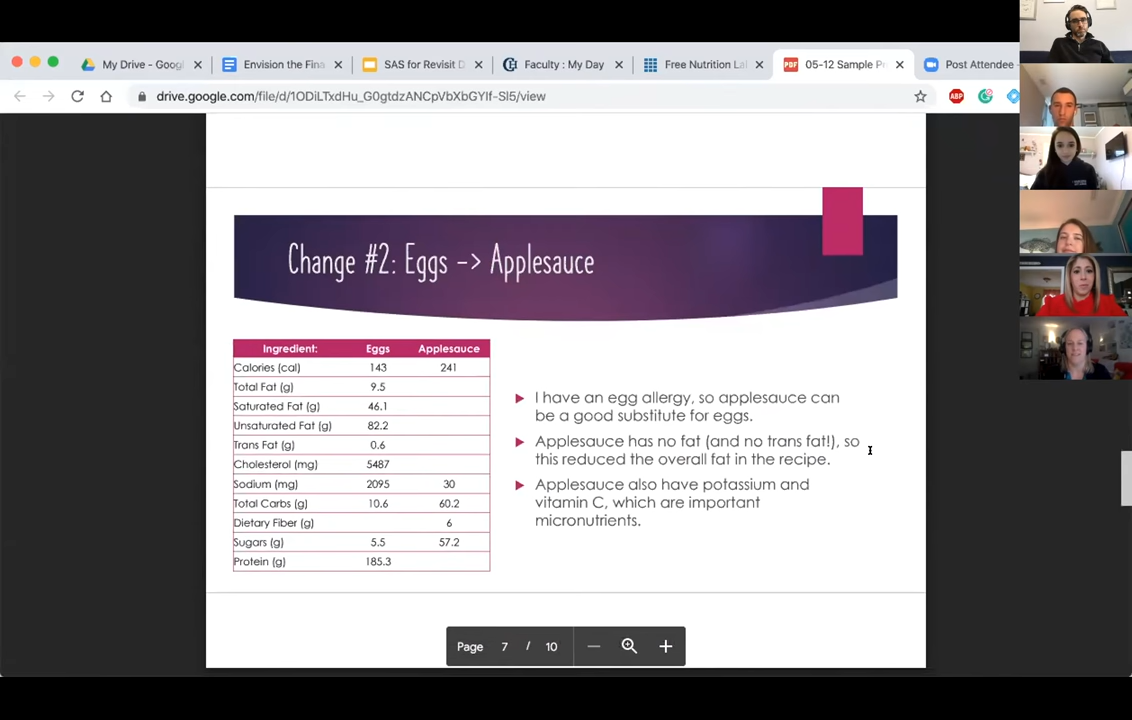 My Drive - Googl
Envision the Fina
SAS for Revisit D
Faculty : My Day
Free Nutrition La
05-12 Sample Pr
Post Attendee -
drive.google.com/file/d/1ODiLTxdHu_G0gtdzANCpVbXbGYIf-Sl5/view
ABP
Change #2: Eggs -> Applesauce
Ingredient: Eggs Applesauce
Calories (cal) 143 241
Total Fat (g) 9.5
Saturated Fat (g) 46.1
Unsaturated Fat (g) 82.2
Trans Fat (g) 0.6
Cholesterol (mg) 5487
Sodium (mg) 2095 30
Total Carbs (g) 10.6 60.2
Dietary Fiber (g) 6
Sugars (g) 5.5 57.2
Protein (g) 185.3
I have an egg allergy, so applesauce can
be a good substitute for eggs.
Applesauce has no fat (and no trans fat!), so
this reduced the overall fat in the recipe.
Applesauce also have potassium and
vitamin C, which are important
micronutrients.
Page 7 / 10